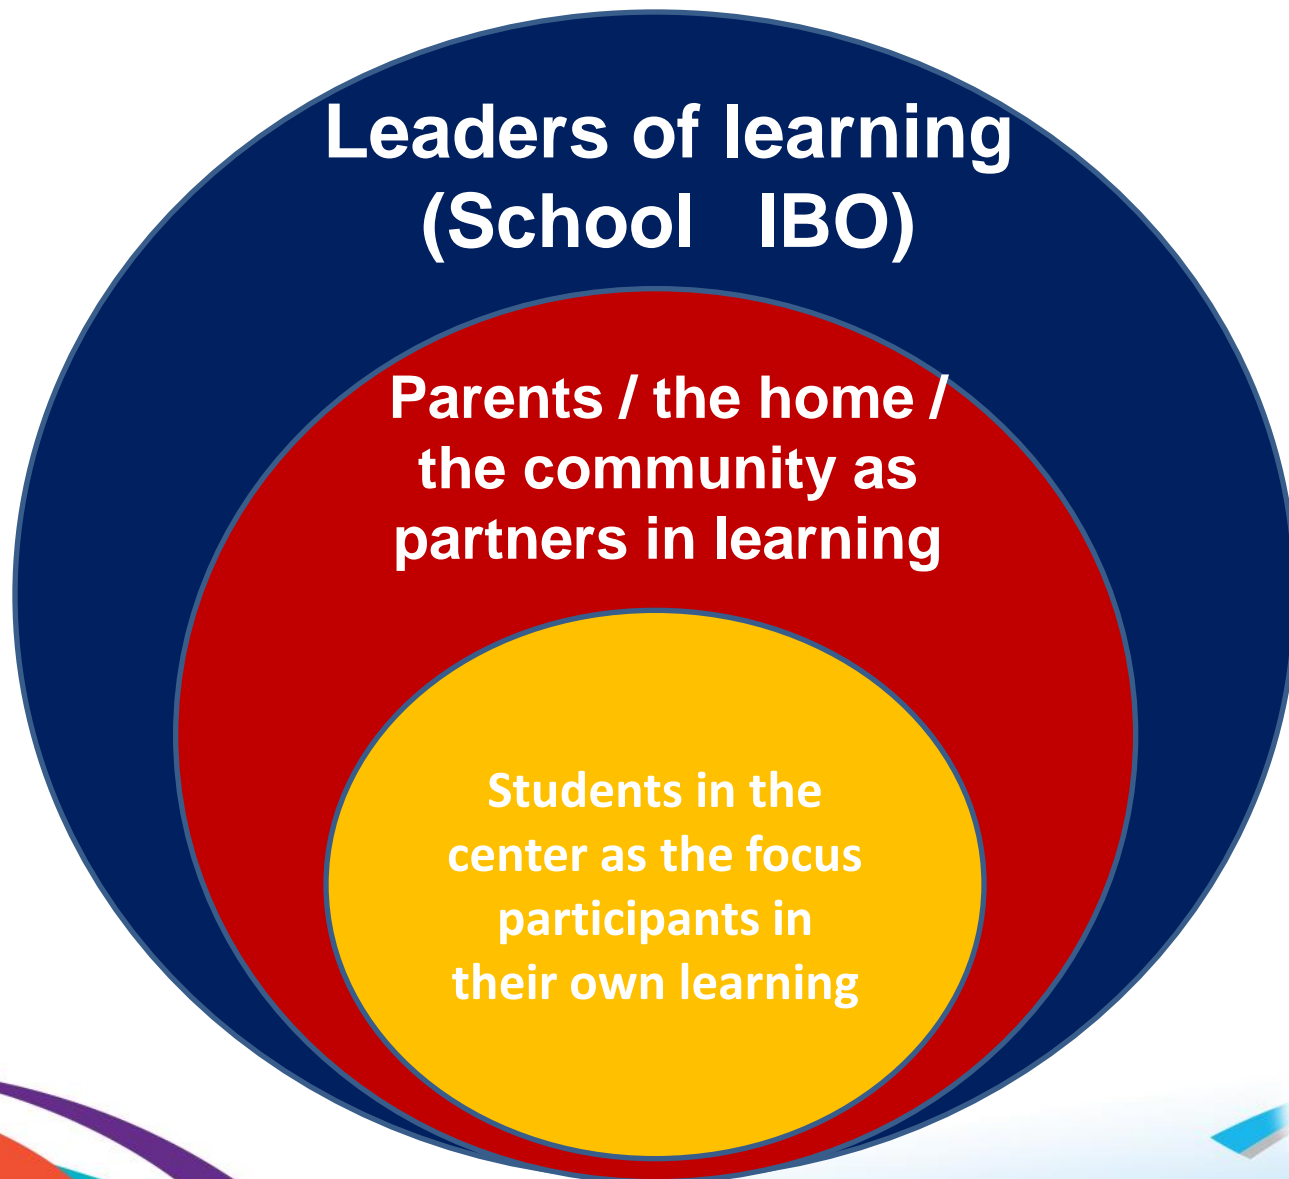 Leaders of learning
(School   IBO)
Parents / the home /
the community as
partners in learning
Students in the
center as the focus
participants in
their own learning